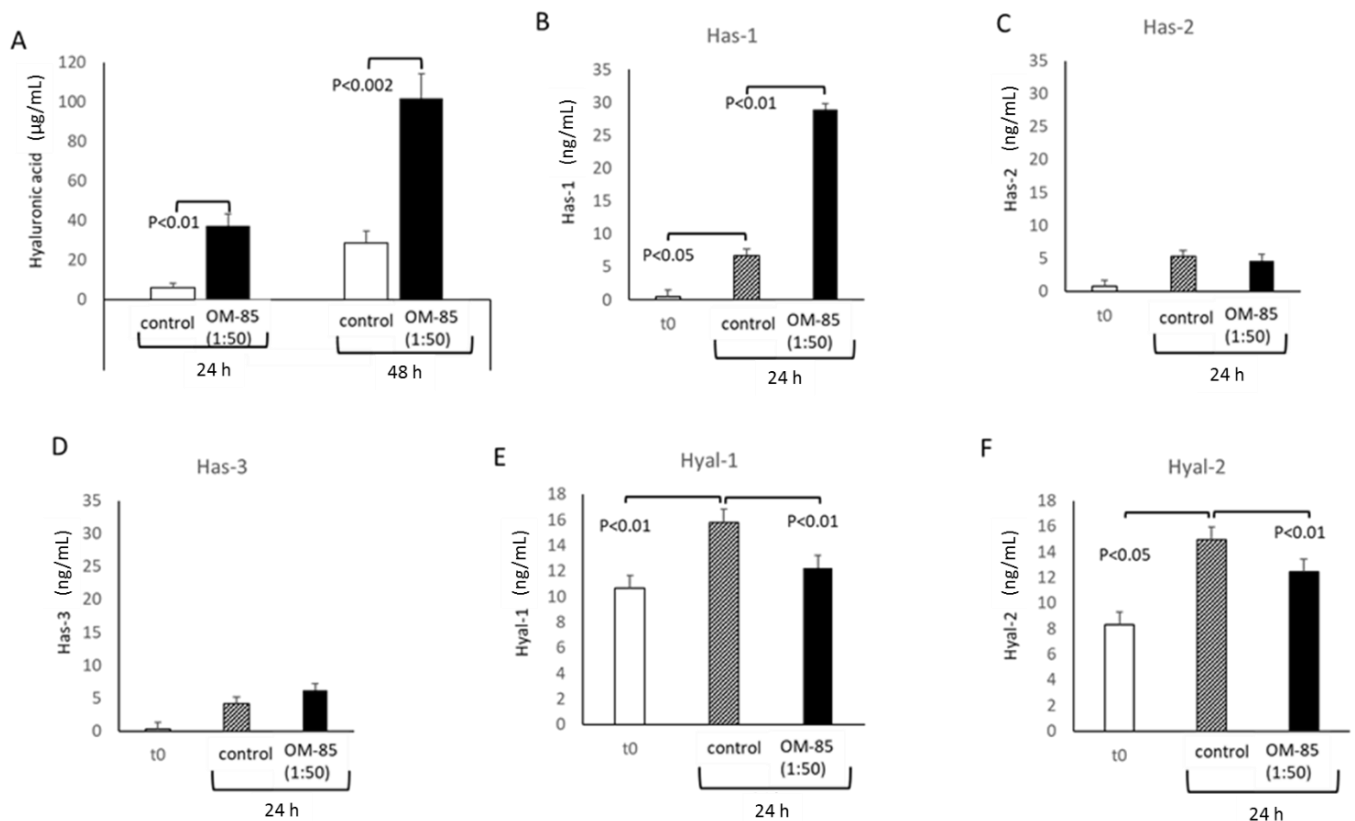 A
120
100
80
60
40
20
0
Hyaluronic acid (µg/mL)
P<0.01
P<0.002
control
OM-85
(1:50)
control
OM-85
(1:50)
24 h
48 h
B
Has-1
35
30
25
20
15
10
5
0
Has-1 (ng/mL)
P<0.05
P<0.01
t0
control
OM-85
(1:50)
24 h
C
Has-2
35
30
25
20
15
10
5
0
Has-2 (ng/mL)
t0
control
OM-85
(1:50)
24 h
D
Has-3
35
30
25
20
15
10
5
0
Has-3 (ng/mL)
t0
control
OM-85
(1:50)
24 h
E
Hyal-1
18
16
14
12
10
8
6
4
2
0
Hyal-1 (ng/mL)
P<0.01
P<0.01
t0
control
OM-85
(1:50)
24 h
F
Hyal-2
18
16
14
12
10
8
6
4
2
0
Hyal-2 (ng/mL)
P<0.05
P<0.01
t0
control
OM-85
(1:50)
24 h